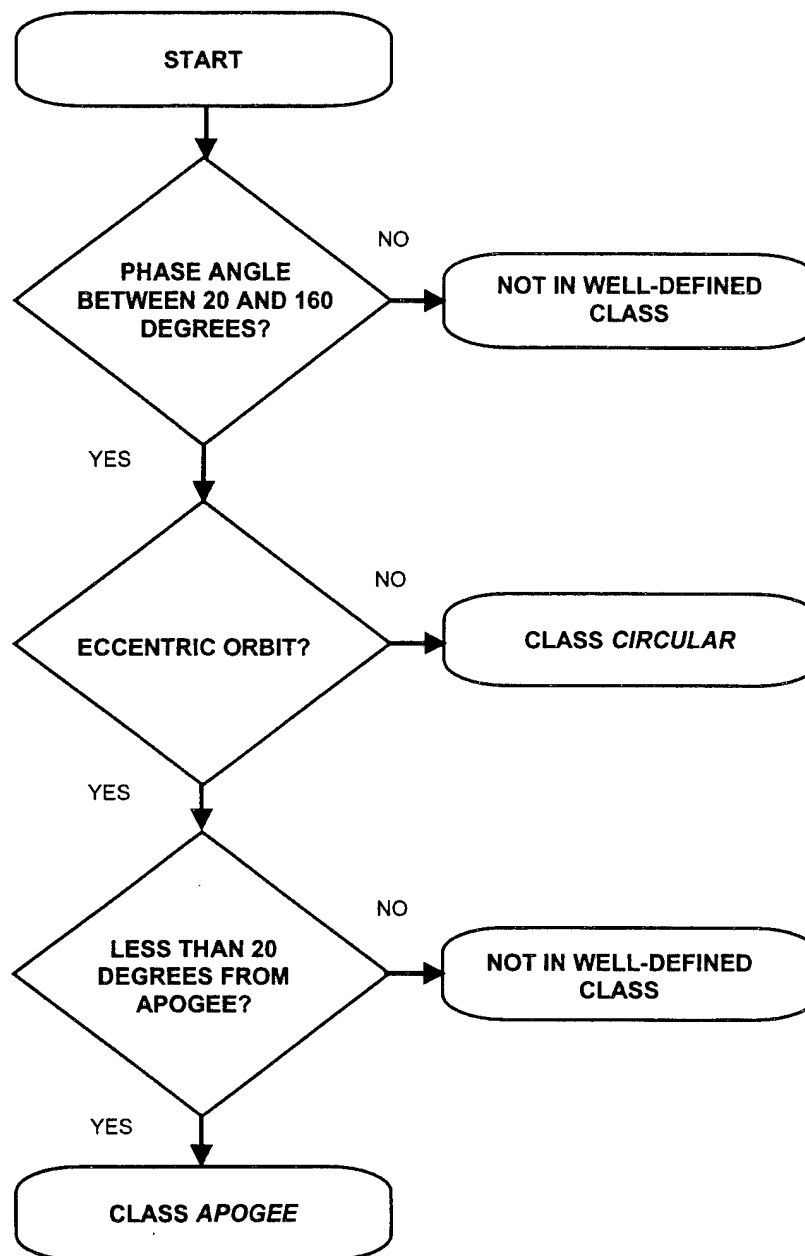 START
PHASE ANGLE
BETWEEN 20 AND 160
DEGREES?
NO
NOT IN WELL-DEFINED
CLASS
YES
ECCENTRIC ORBIT?
NO
CLASS CIRCULAR
YES
LESS THAN 20
DEGREES FROM
APOGEE?
NO
NOT IN WELL-DEFINED
CLASS
YES
CLASS APOGEE